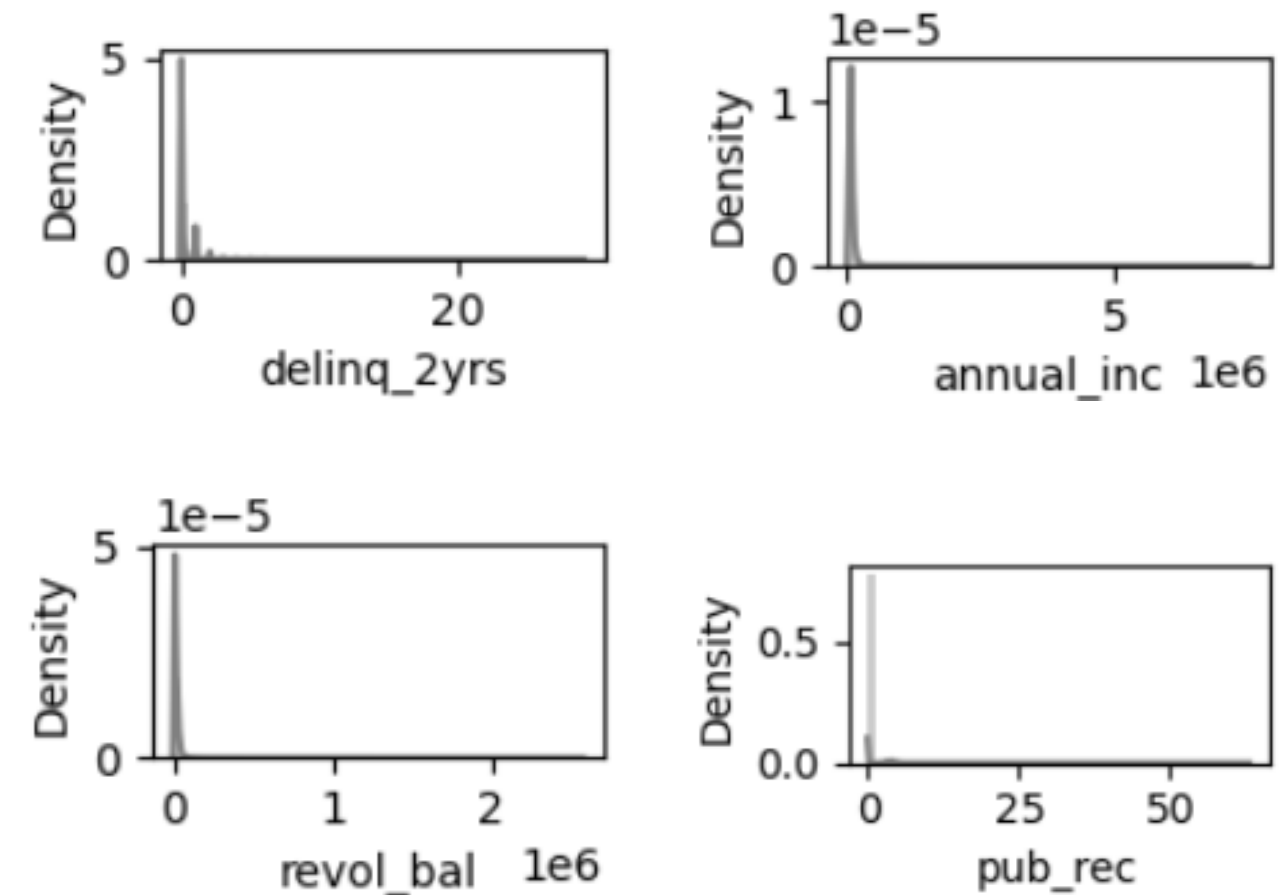 5
Density
0
0 20
delinq_2yrs
1e−5
1
Density
0
0 5
annual_inc 1e6
1e−5
5
Density
0
0 1 2
revol_bal 1e6
0.5
Density
0.0
0 25 50
pub_rec